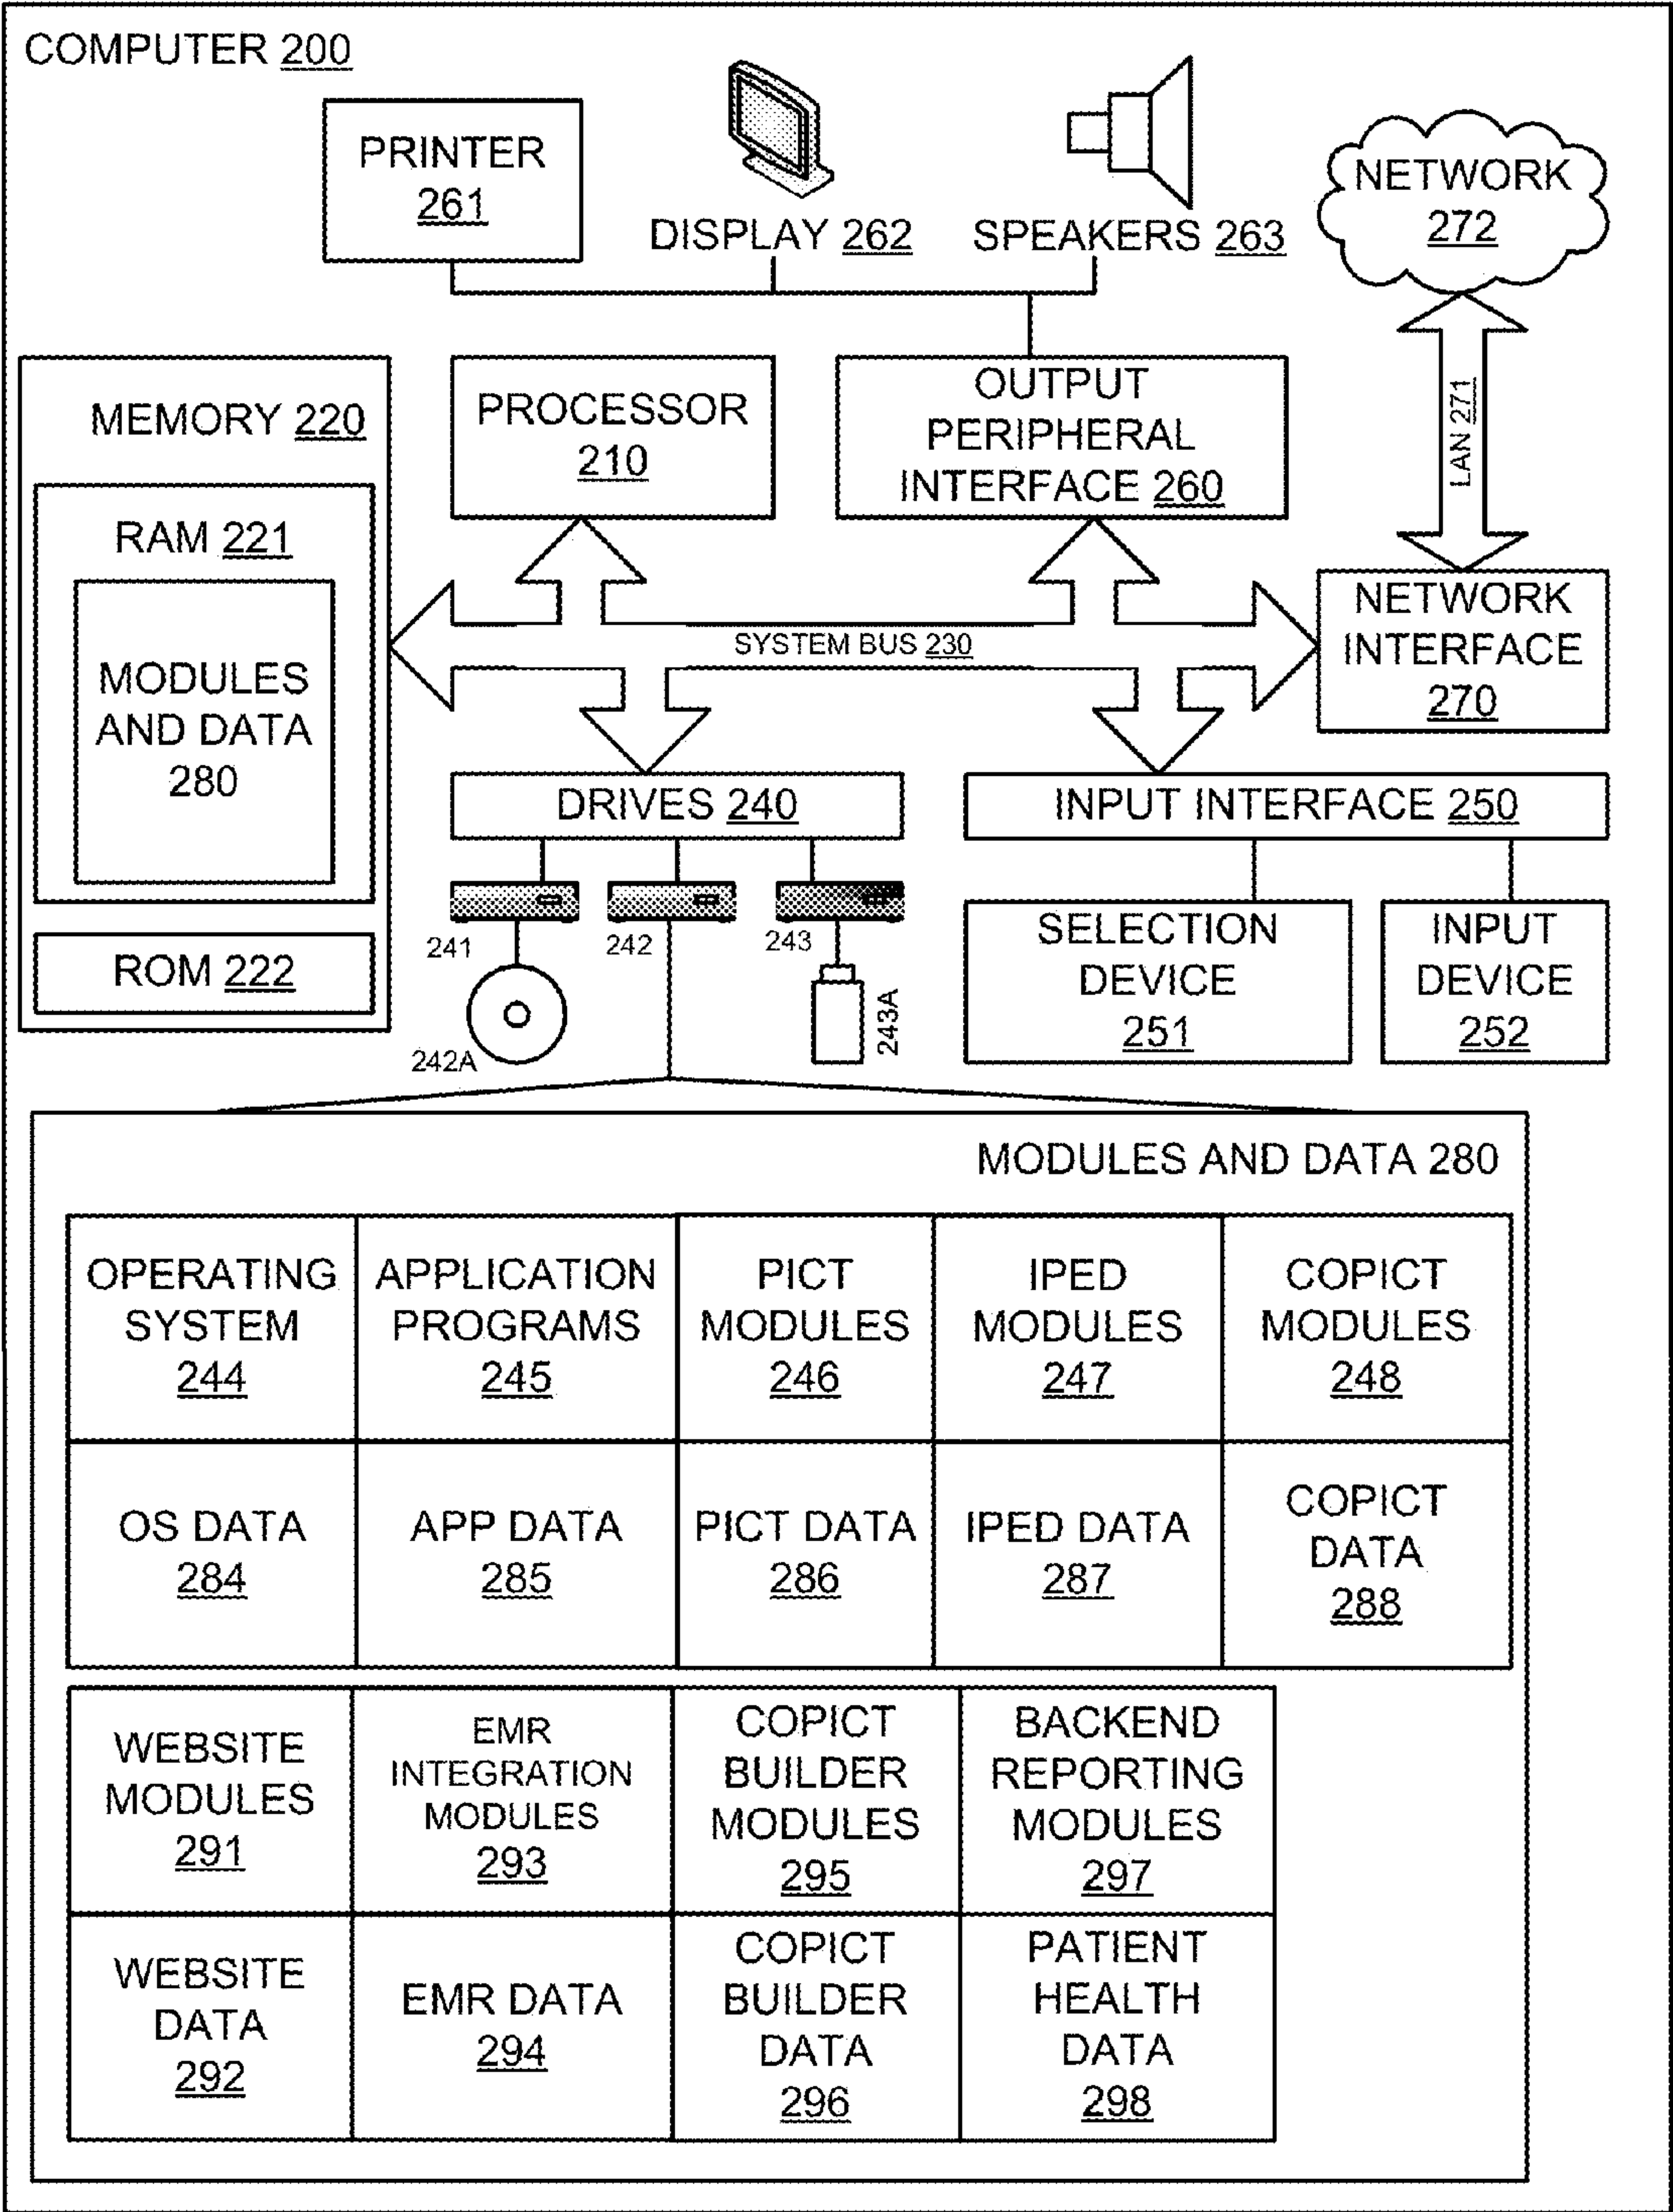 COMPUTER 200
PRINTER
261
DISPLAY 262
SPEAKERS 263
NETWORK
272
LAN 271
MEMORY 220
RAM 221
MODULES
AND DATA
280
ROM 222
PROCESSOR
210
OUTPUT
PERIPHERAL
INTERFACE 260
SYSTEM BUS 230
NETWORK
INTERFACE
270
DRIVES 240
241
242
243
242A
243A
INPUT INTERFACE 250
SELECTION
DEVICE
251
INPUT
DEVICE
252
MODULES AND DATA 280
OPERATING
SYSTEM
244
APPLICATION
PROGRAMS
245
PICT
MODULES
246
IPED
MODULES
247
COPICT
MODULES
248
OS DATA
284
APP DATA
285
PICT DATA
286
IPED DATA
287
COPICT
DATA
288
WEBSITE
MODULES
291
EMR
INTEGRATION
MODULES
293
COPICT
BUILDER
MODULES
295
BACKEND
REPORTING
MODULES
297
WEBSITE
DATA
292
EMR DATA
294
COPICT
BUILDER
DATA
296
PATIENT
HEALTH
DATA
298